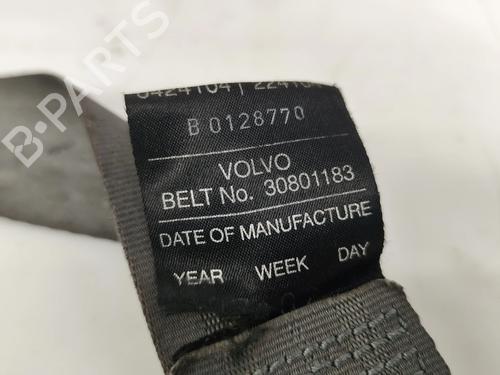 B 0128770
VOLVO
BELT No. 30801183
DATE OF MANUFACTURE
YEAR WEEK DAY
B-PARTS